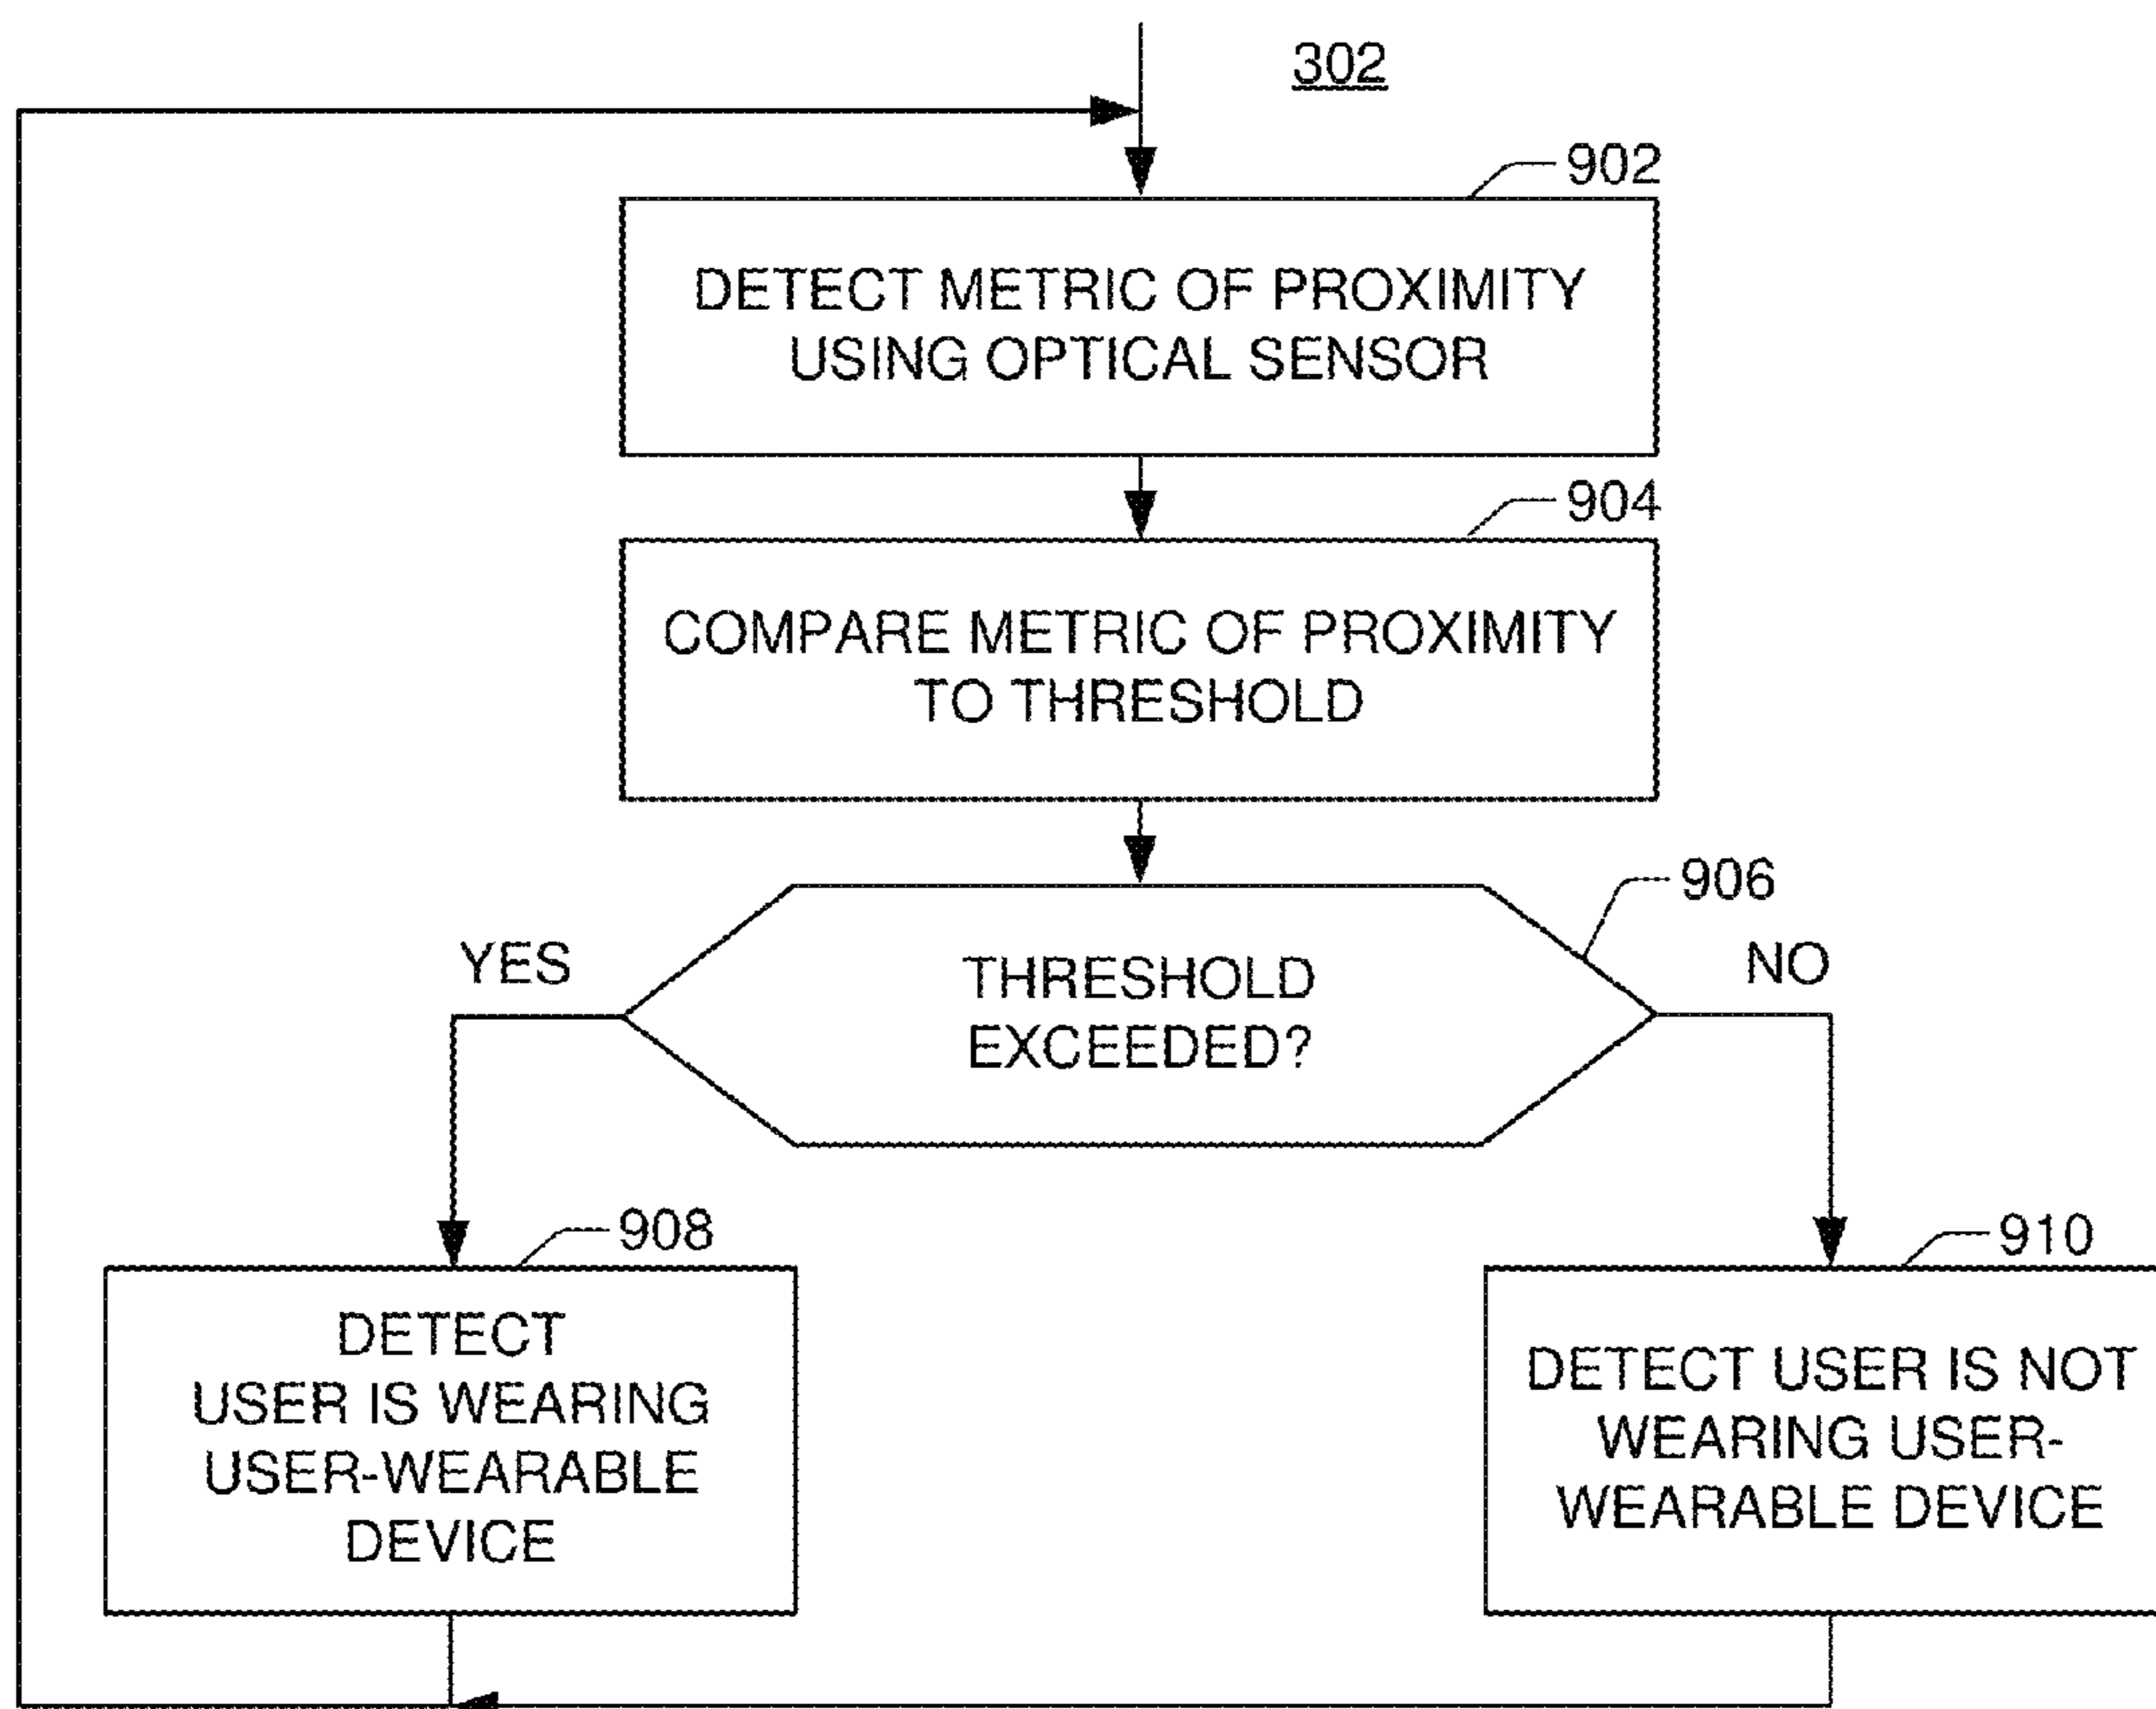 302
902
DETECT METRIC OF PROXIMITY
USING OPTICAL SENSOR
904
COMPARE METRIC OF PROXIMITY
TO THRESHOLD
906
YES
NO
THRESHOLD
EXCEEDED?
908
910
DETECT
USER IS WEARING
USER-WEARABLE
DEVICE
DETECT USER IS NOT
WEARING USER-
WEARABLE DEVICE